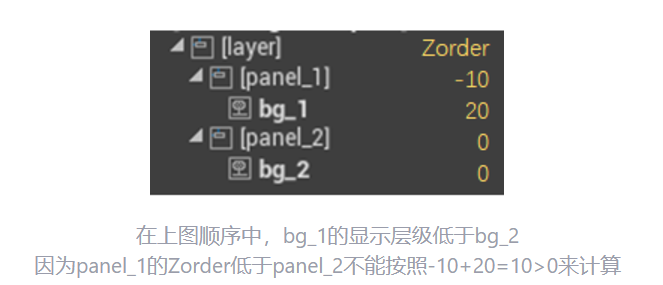 [layer] Zorder
[panel_1] -10
bg_1 20
[panel_2] 0
bg_2 0
在上图顺序中，bg_1的显示层级低于bg_2
因为panel_1的Zorder低于panel_2不能按照-10+20=10>0来计算